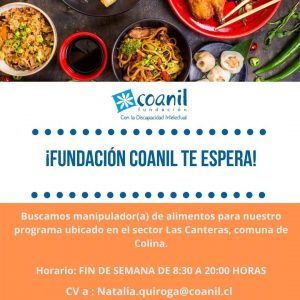 coanil
fundación
Con la Discapacidad Intelectual
¡FUNDACIÓN COANIL TE ESPERA!
Buscamos manipulador(a) de alimentos para nuestro
programa ubicado en el sector Las Canteras, comuna de
Colina.
Horario: FIN DE SEMANA DE 8:30 A 20:00 HORAS
CV a : Natalia.quiroga@coanil.cl